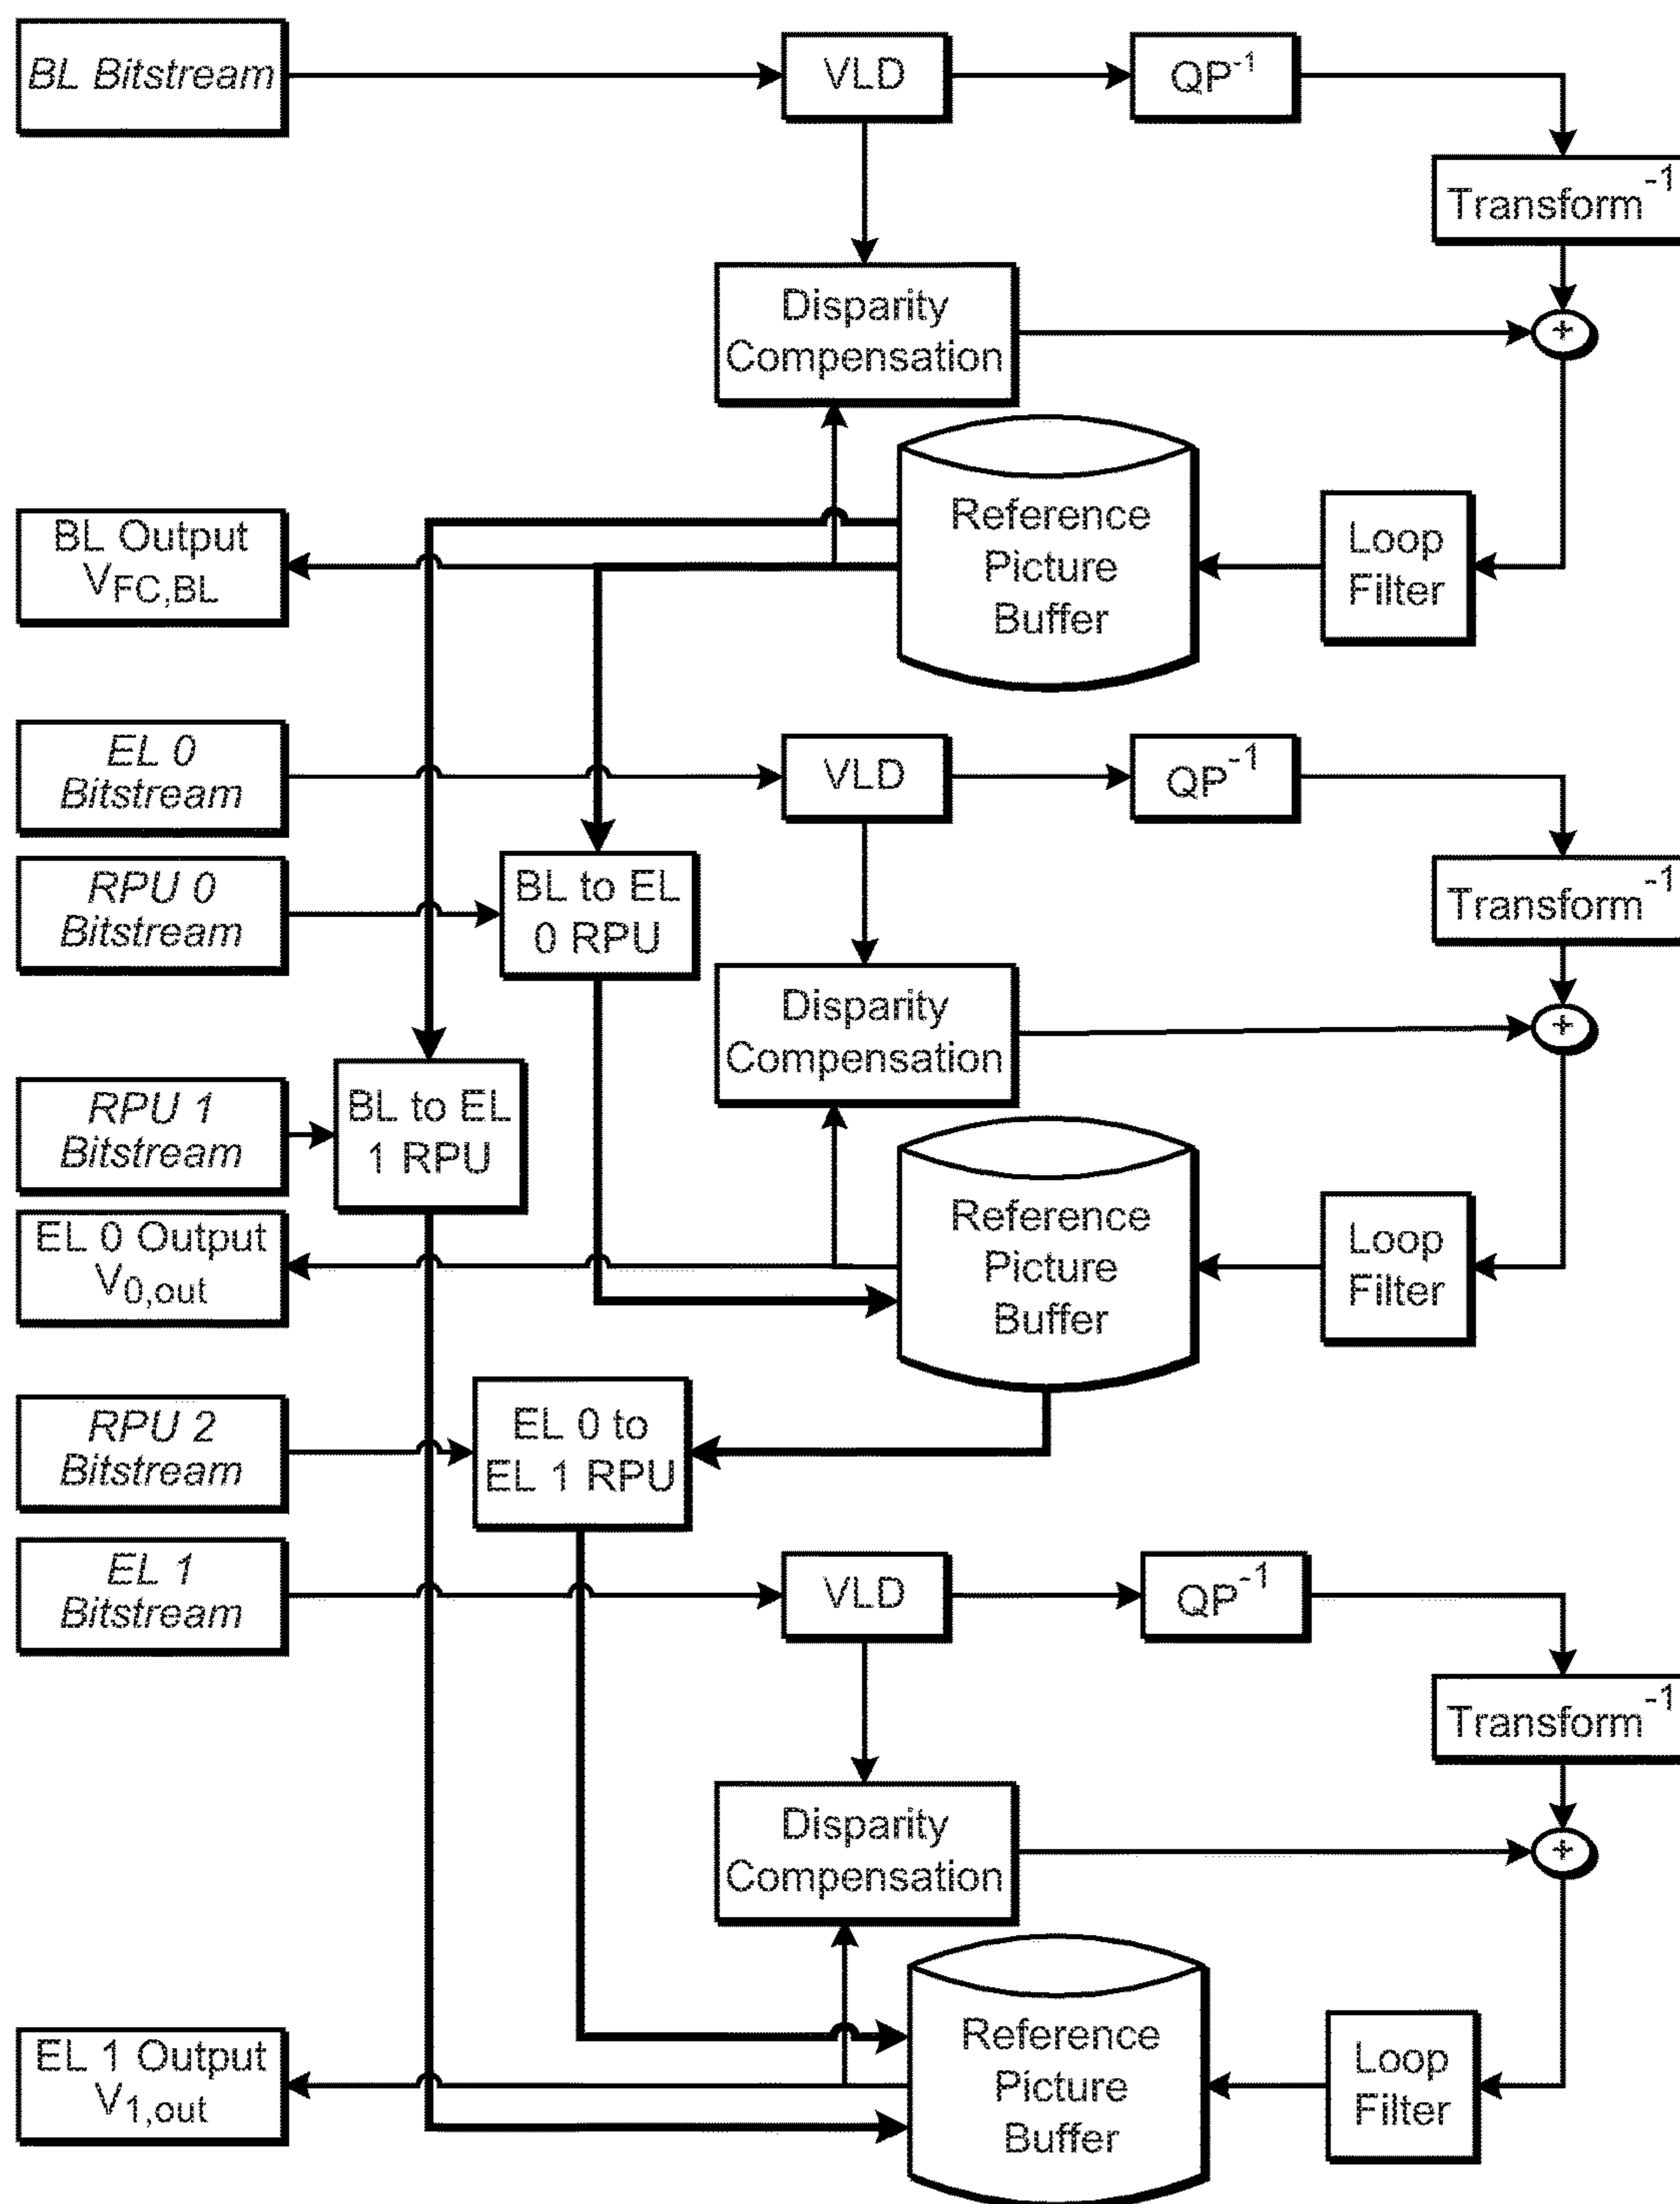 BL Bitstream
VLD
QP-1
Transform-1
Disparity
Compensation
+
BL Output
VFC,BL
Reference
Picture
Buffer
Loop
Filter
EL 0
Bitstream
VLD
QP-1
RPU 0
Bitstream
BL to EL
0 RPU
Transform-1
Disparity
Compensation
+
RPU 1
Bitstream
BL to EL
1 RPU
EL 0 Output
V0,out
Reference
Picture
Buffer
Loop
Filter
RPU 2
Bitstream
EL 0 to
EL 1 RPU
EL 1
Bitstream
VLD
QP-1
Transform-1
Disparity
Compensation
+
EL 1 Output
V1,out
Reference
Picture
Buffer
Loop
Filter